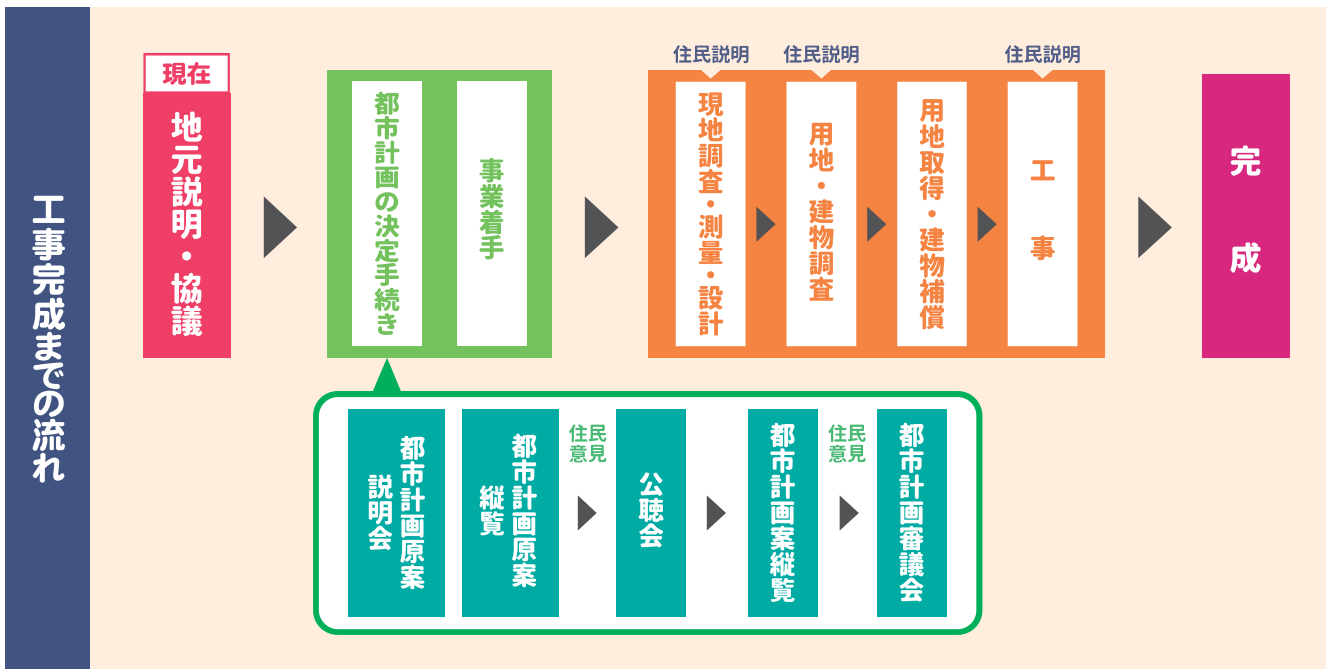 工事完成までの流れ
現在
地元説明・協議
都市計画の決定手続き
事業着手
住民説明
現地調査・測量・設計
住民説明
用地・建物調査
用地取得・建物補償
住民説明
工事
完成
都市計画原案
説明会
都市計画原案
縦覧
住民
意見
公聴会
都市計画案縦覧
住民
意見
都市計画審議会